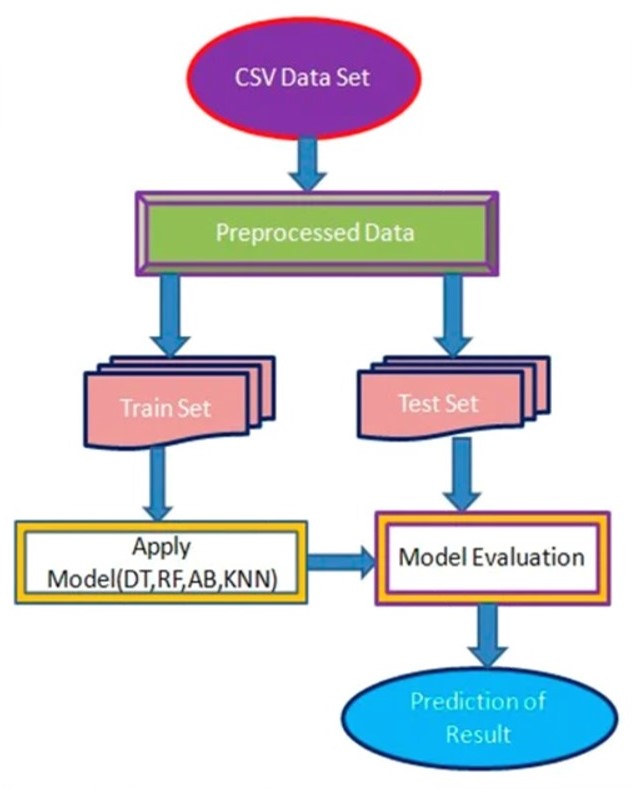 CSV Data Set
Preprocessed Data
Train Set
Test Set
Apply
Model(DT,RF,AB,KNN)
Model Evaluation
Prediction of
Result